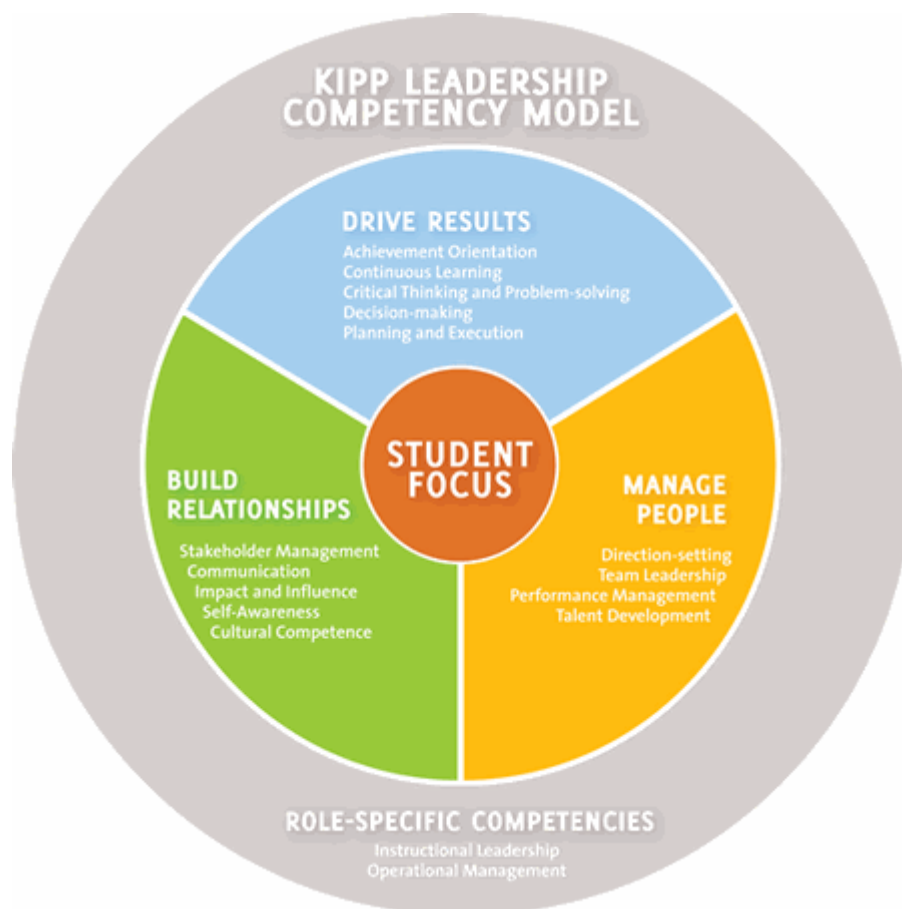 KIPP LEADERSHIP
COMPETENCY MODEL
DRIVE RESULTS
Achievement Orientation
Continuous Learning
Critical Thinking and Problem-solving
Decision-making
Planning and Execution
STUDENT
FOCUS
BUILD
RELATIONSHIPS
Stakeholder Management
Communication
Impact and Influence
Self-Awareness
Cultural Competence
MANAGE
PEOPLE
Direction-setting
Team Leadership
Performance Management
Talent Development
ROLE-SPECIFIC COMPETENCIES
Instructional Leadership
Operational Management